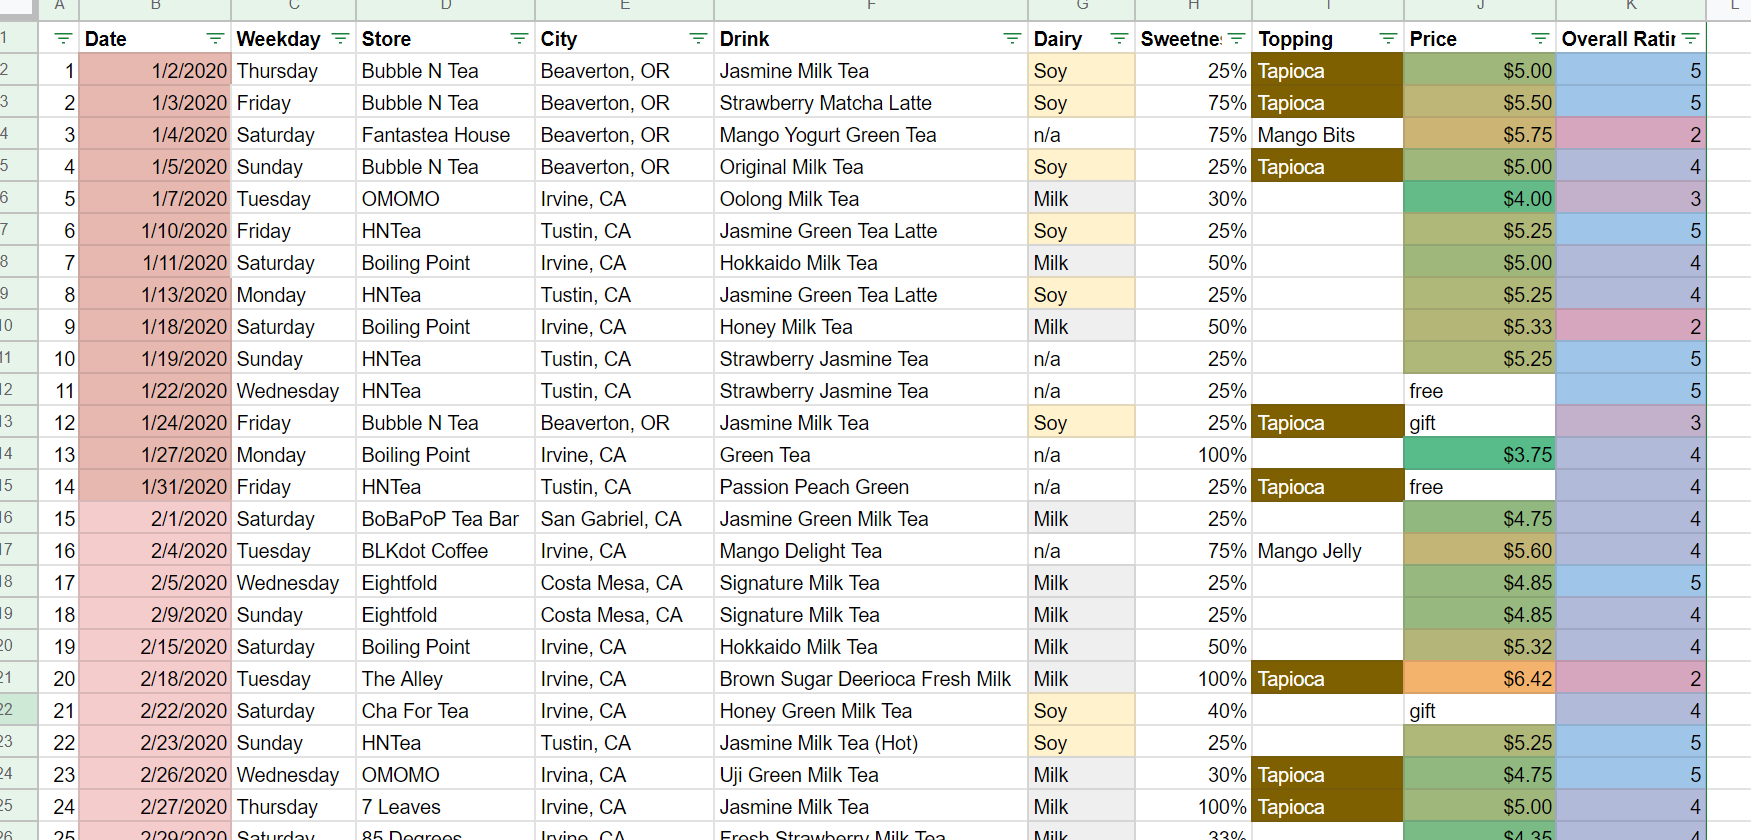 A B C D E F G H I J K L
1 Date Weekday Store City Drink Dairy Sweetne Topping Price Overall Ratin
2 1 1/2/2020 Thursday Bubble N Tea Beaverton, OR Jasmine Milk Tea Soy 25% Tapioca $5.00 5
3 2 1/3/2020 Friday Bubble N Tea Beaverton, OR Strawberry Matcha Latte Soy 75% Tapioca $5.50 5
4 3 1/4/2020 Saturday Fantastea House Beaverton, OR Mango Yogurt Green Tea n/a 75% Mango Bits $5.75 2
5 4 1/5/2020 Sunday Bubble N Tea Beaverton, OR Original Milk Tea Soy 25% Tapioca $5.00 4
6 5 1/7/2020 Tuesday OMOMO Irvine, CA Oolong Milk Tea Milk 30% $4.00 3
7 6 1/10/2020 Friday HNTea Tustin, CA Jasmine Green Tea Latte Soy 25% $5.25 5
8 7 1/11/2020 Saturday Boiling Point Irvine, CA Hokkaido Milk Tea Milk 50% $5.00 4
9 8 1/13/2020 Monday HNTea Tustin, CA Jasmine Green Tea Latte Soy 25% $5.25 4
10 9 1/18/2020 Saturday Boiling Point Irvine, CA Honey Milk Tea Milk 50% $5.33 2
11 10 1/19/2020 Sunday HNTea Tustin, CA Strawberry Jasmine Tea n/a 25% $5.25 5
12 11 1/22/2020 Wednesday HNTea Tustin, CA Strawberry Jasmine Tea n/a 25% free 5
13 12 1/24/2020 Friday Bubble N Tea Beaverton, OR Jasmine Milk Tea Soy 25% Tapioca gift 3
14 13 1/27/2020 Monday Boiling Point Irvine, CA Green Tea n/a 100% $3.75 4
15 14 1/31/2020 Friday HNTea Tustin, CA Passion Peach Green n/a 25% Tapioca free 4
16 15 2/1/2020 Saturday BoBaPoP Tea Bar San Gabriel, CA Jasmine Green Milk Tea Milk 25% $4.75 4
17 16 2/4/2020 Tuesday BLKdot Coffee Irvine, CA Mango Delight Tea n/a 75% Mango Jelly $5.60 4
18 17 2/5/2020 Wednesday Eightfold Costa Mesa, CA Signature Milk Tea Milk 25% $4.85 5
19 18 2/9/2020 Sunday Eightfold Costa Mesa, CA Signature Milk Tea Milk 25% $4.85 4
20 19 2/15/2020 Saturday Boiling Point Irvine, CA Hokkaido Milk Tea Milk 50% $5.32 4
21 20 2/18/2020 Tuesday The Alley Irvine, CA Brown Sugar Deerioca Fresh Milk Milk 100% Tapioca $6.42 2
22 21 2/22/2020 Saturday Cha For Tea Irvine, CA Honey Green Milk Tea Soy 40% gift 4
23 22 2/23/2020 Sunday HNTea Tustin, CA Jasmine Milk Tea (Hot) Soy 25% $5.25 5
24 23 2/26/2020 Wednesday OMOMO Irvina, CA Uji Green Milk Tea Milk 30% Tapioca $4.75 5
25 24 2/27/2020 Thursday 7 Leaves Irvine, CA Jasmine Milk Tea Milk 100% Tapioca $5.00 4
26 25 2/29/2020 Saturday 85 Degrees Irvine, CA Fresh Strawberry Milk Tea Milk 33% $4.35 4